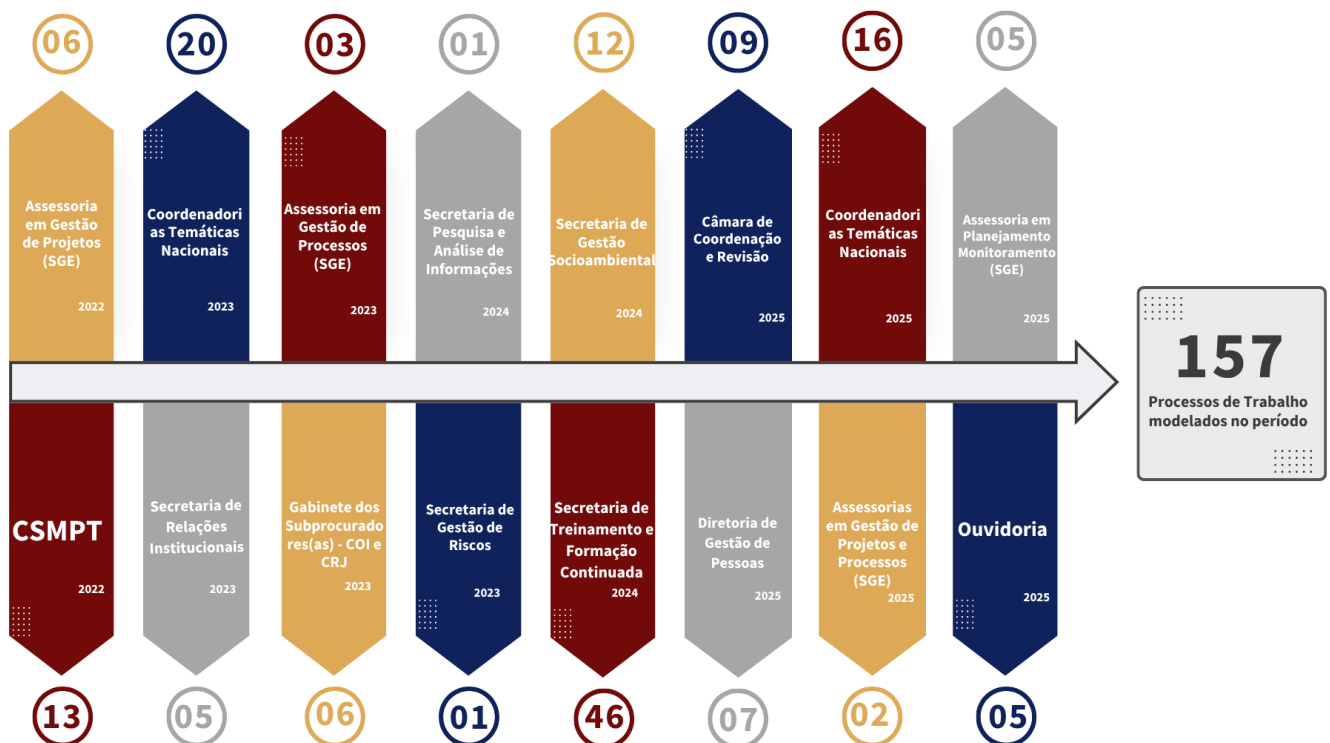 06
Assessoria
em Gestão
de Projetos
(SGE)
2022
20
Coordenadori
as Temáticas
Nacionais
2023
03
Assessoria em
Gestão de
Processos
(SGE)
2023
01
Secretaria de
Pesquisa e
Análise de
Informações
2024
12
Secretaria de
Gestão
Socioambiental
2024
09
Câmara de
Coordenação
e Revisão
2025
16
Coordenadori
as Temáticas
Nacionais
2025
05
Assessoria em
Planejamento
Monitoramento
(SGE)
2025
157
Processos de Trabalho
modelados no período
CSMPT
2022
13
Secretaria de
Relações
Institucionais
2023
05
Gabinete dos
Subprocurado
res(as) - COI e
CRJ
2023
06
Secretaria de
Gestão de
Riscos
2023
01
Secretaria de
Treinamento e
Formação
Continuada
2024
46
Diretoria de
Gestão de
Pessoas
2025
07
Assessorias
em Gestão de
Projetos e
Processos
(SGE)
2025
02
Ouvidoria
2025
05